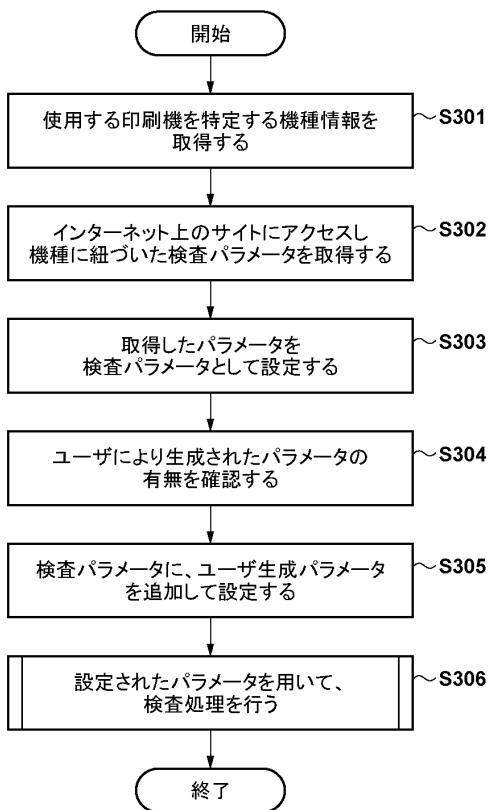 開始
使用する印刷機を特定する機種情報を
取得する
S301
インターネット上のサイトにアクセスし
機種に紐づいた検査パラメータを取得する
S302
取得したパラメータを
検査パラメータとして設定する
S303
ユーザにより生成されたパラメータの
有無を確認する
S304
検査パラメータに、ユーザ生成パラメータ
を追加して設定する
S305
設定されたパラメータを用いて、
検査処理を行う
S306
終了